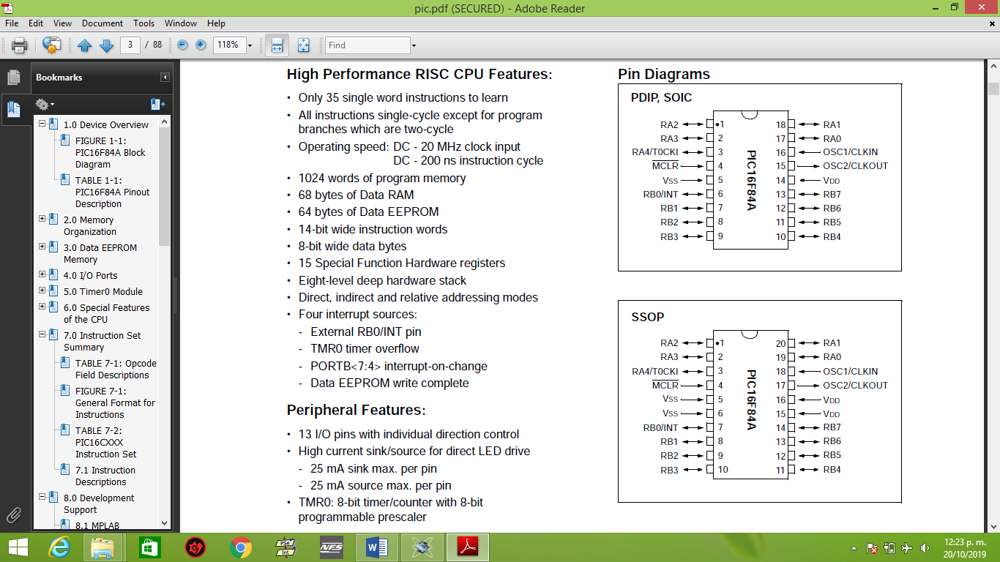 pic.pdf (SECURED) - Adobe Reader
File Edit View Document Tools Window Help
3 / 88 118% Find
Bookmarks
1.0 Device Overview
FIGURE 1-1:
PIC16F84A Block
Diagram
TABLE 1-1:
PIC16F84A Pinout
Description
2.0 Memory
Organization
3.0 Data EEPROM
Memory
4.0 I/O Ports
5.0 Timer0 Module
6.0 Special Features
of the CPU
7.0 Instruction Set
Summary
TABLE 7-1: Opcode
Field Descriptions
FIGURE 7-1:
General Format for
Instructions
TABLE 7-2:
PIC16CXXX
Instruction Set
7.1 Instruction
Descriptions
8.0 Development
Support
8.1 MPLAB
High Performance RISC CPU Features:
• Only 35 single word instructions to learn
• All instructions single-cycle except for program
branches which are two-cycle
• Operating speed: DC - 20 MHz clock input
DC - 200 ns instruction cycle
• 1024 words of program memory
• 68 bytes of Data RAM
• 64 bytes of Data EEPROM
• 14-bit wide instruction words
• 8-bit wide data bytes
• 15 Special Function Hardware registers
• Eight-level deep hardware stack
• Direct, indirect and relative addressing modes
• Four interrupt sources:
- External RB0/INT pin
- TMR0 timer overflow
- PORTB<7:4> interrupt-on-change
- Data EEPROM write complete
Peripheral Features:
• 13 I/O pins with individual direction control
• High current sink/source for direct LED drive
- 25 mA sink max. per pin
- 25 mA source max. per pin
• TMR0: 8-bit timer/counter with 8-bit
programmable prescaler
Pin Diagrams
PDIP, SOIC
RA2 •1 18 RA1
RA3 2 17 RA0
RA4/T0CKI 3 16 OSC1/CLKIN
MCLR 4 15 OSC2/CLKOUT
VSS 5 14 VDD
RB0/INT 6 13 RB7
RB1 7 12 RB6
RB2 8 11 RB5
RB3 9 10 RB4
PIC16F84A
SSOP
RA2 •1 20 RA1
RA3 2 19 RA0
RA4/T0CKI 3 18 OSC1/CLKIN
MCLR 4 17 OSC2/CLKOUT
VSS 5 16 VDD
VSS 6 15 VDD
RB0/INT 7 14 RB7
RB1 8 13 RB6
RB2 9 12 RB5
RB3 10 11 RB4
PIC16F84A
PSe
Int
NFS
12:23 p. m.
20/10/2019